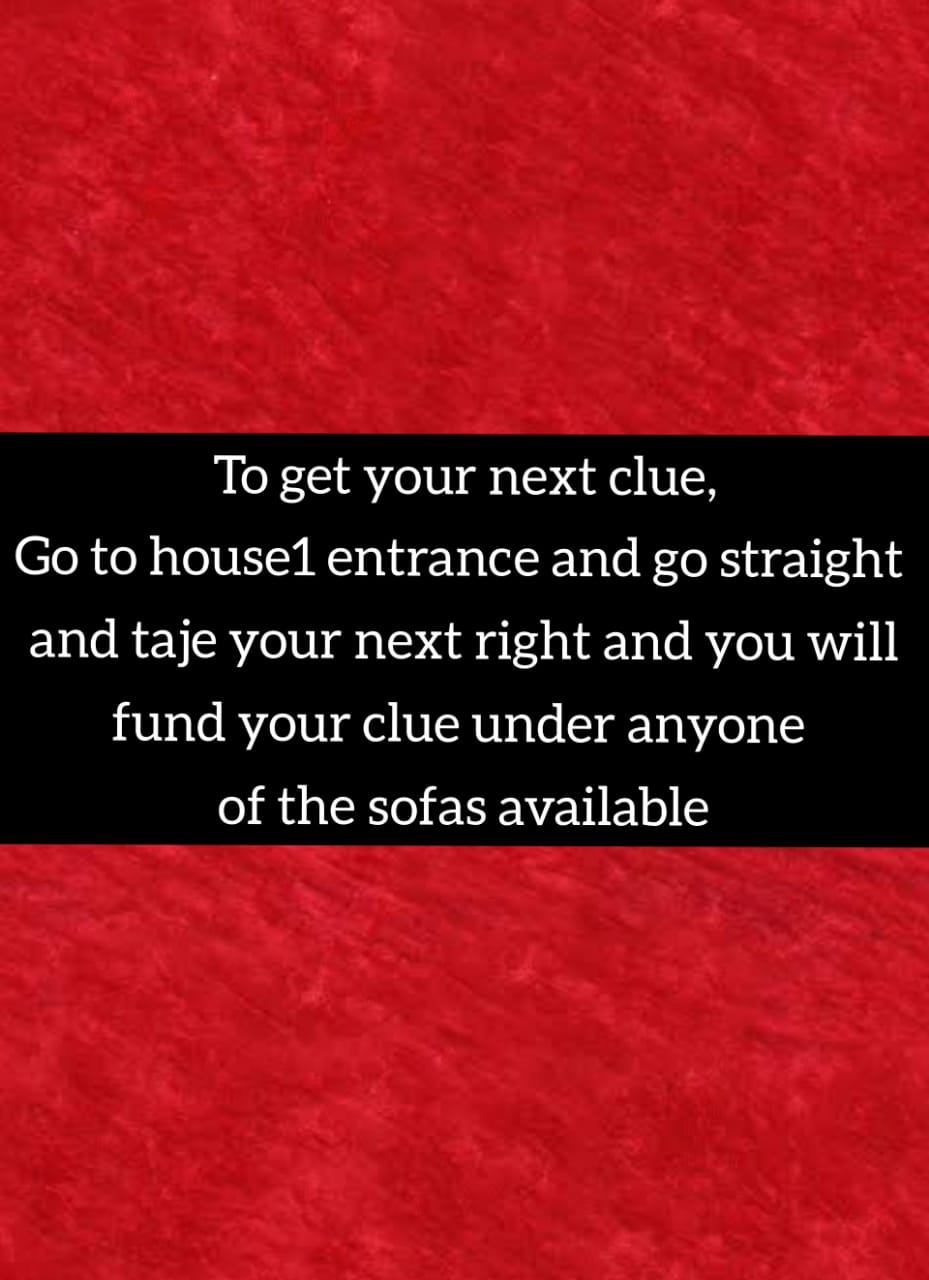 To get your next clue,
Go to house1 entrance and go straight
and taje your next right and you will
fund your clue under anyone
of the sofas available